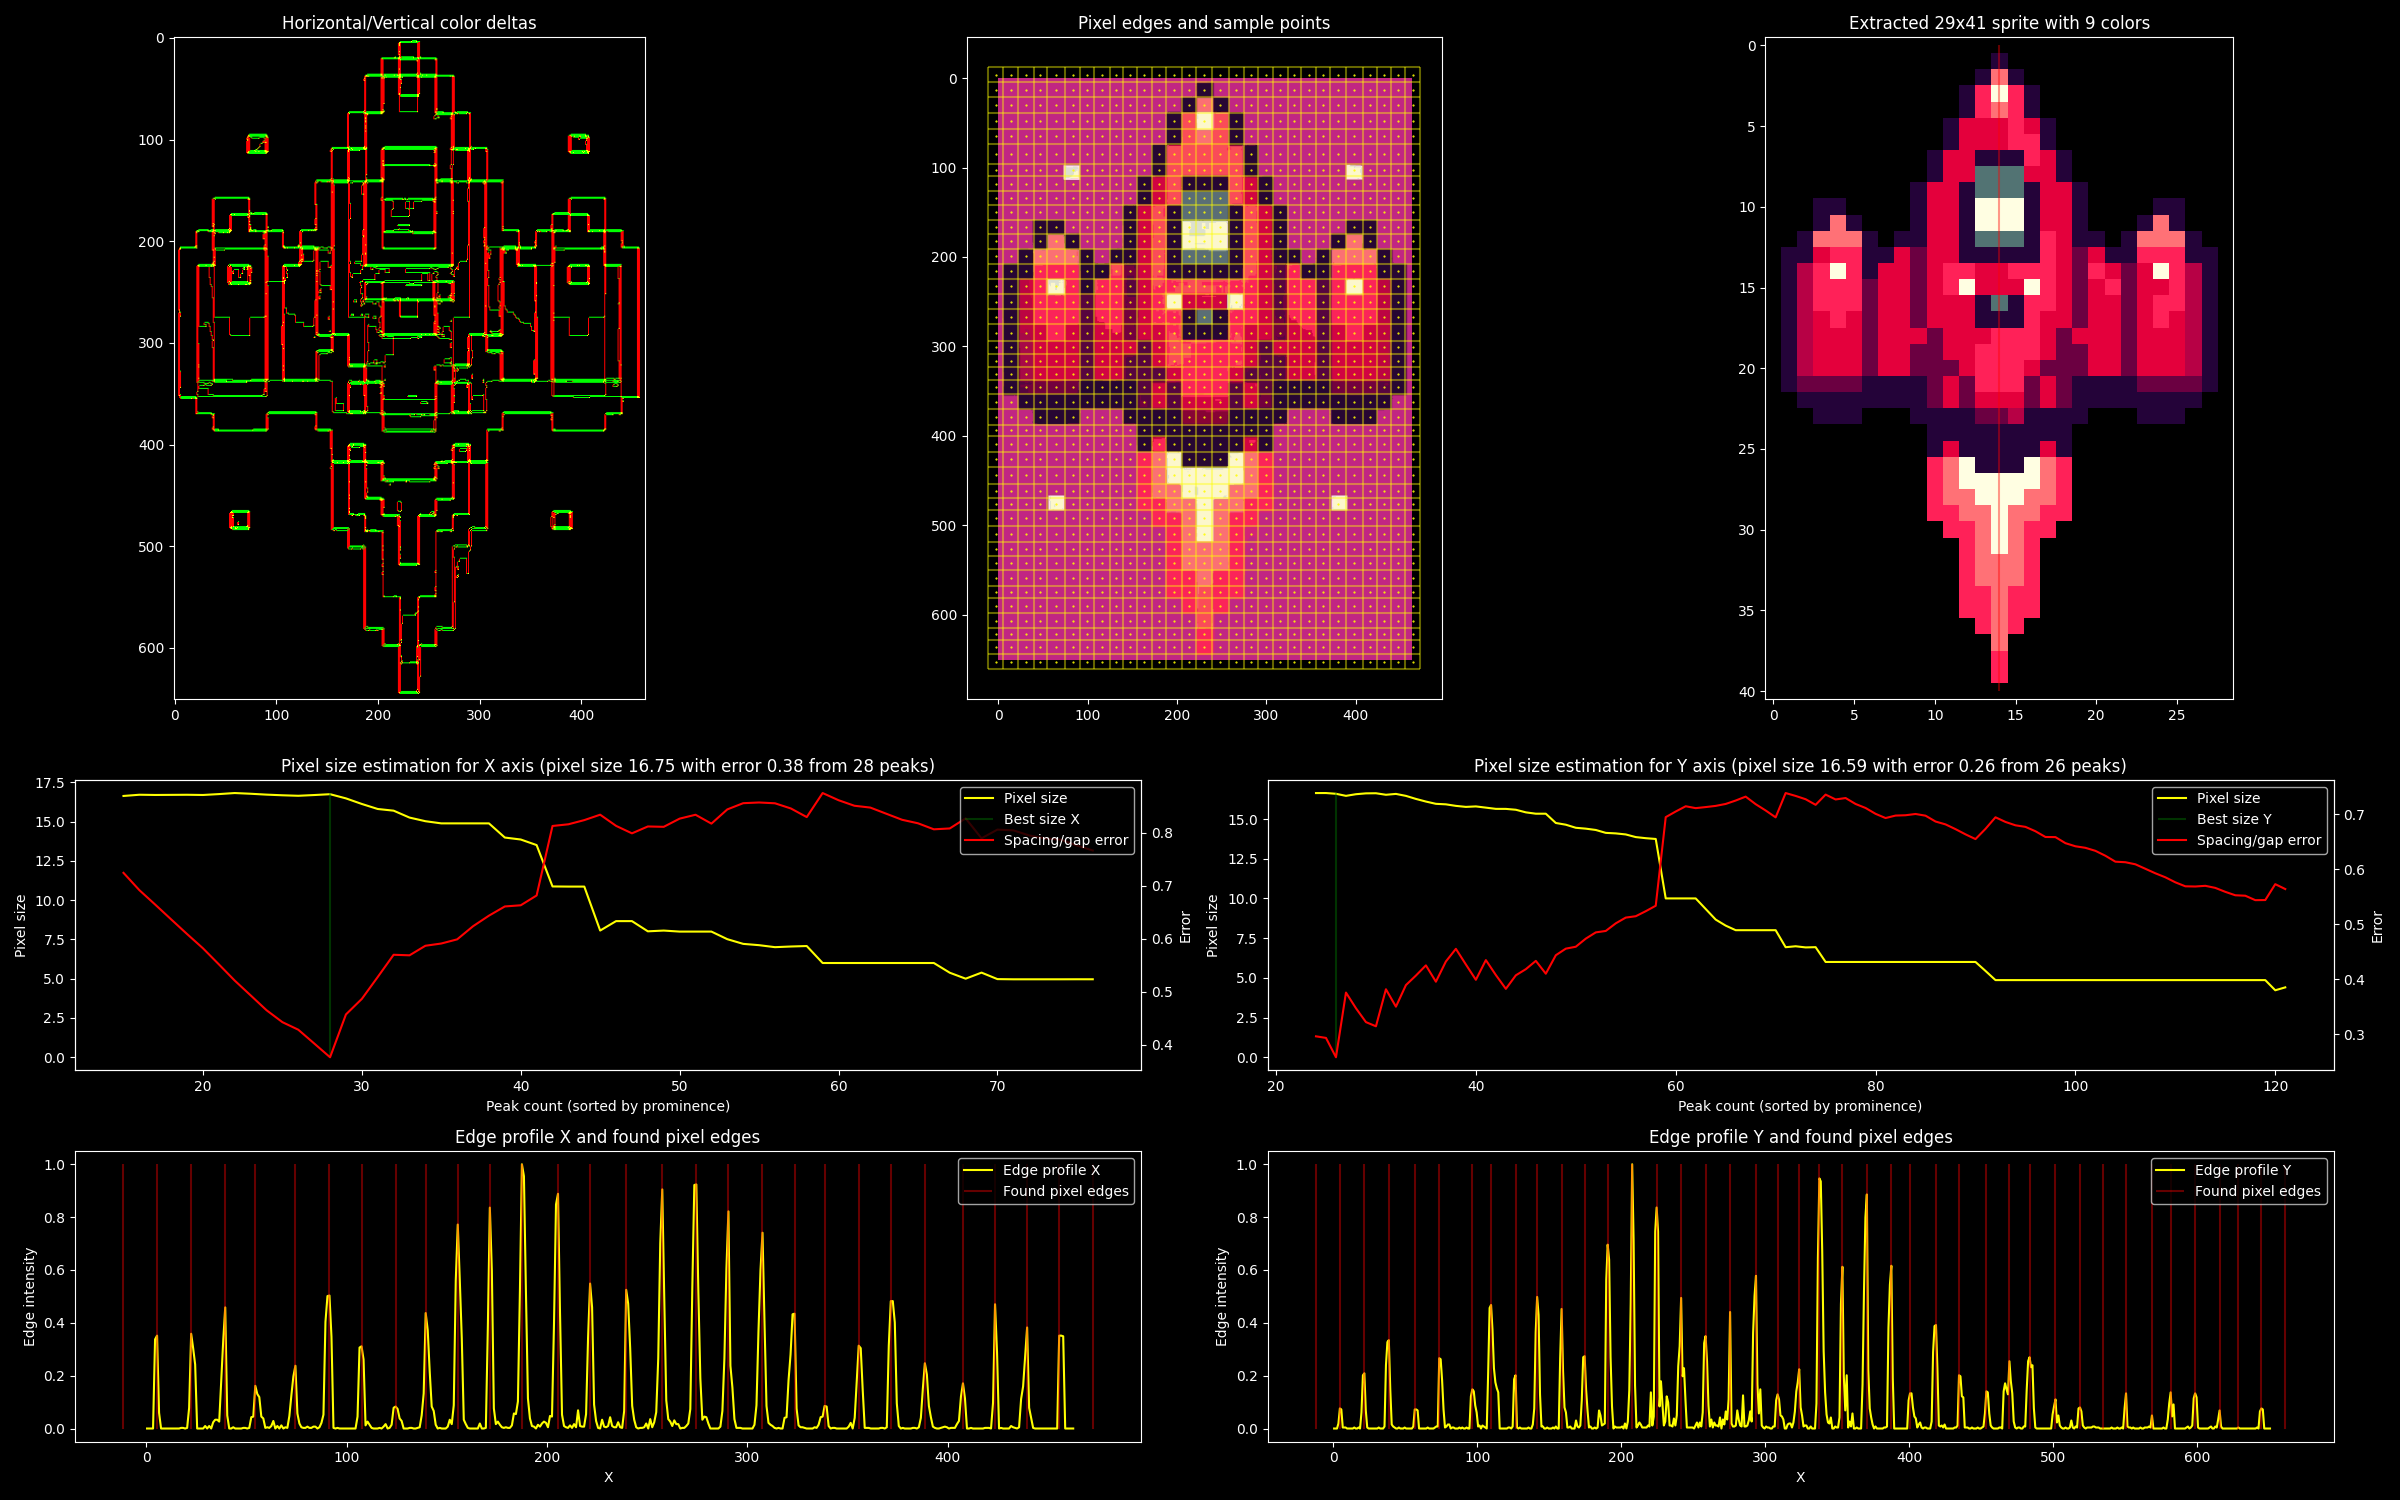 Horizontal/Vertical color deltas
0
100
200
300
400
500
600
0 100 200 300 400
Pixel edges and sample points
0
100
200
300
400
500
600
0 100 200 300 400
Extracted 29x41 sprite with 9 colors
0
5
10
15
20
25
30
35
40
0 5 10 15 20 25
Pixel size estimation for X axis (pixel size 16.75 with error 0.38 from 28 peaks)
17.5
15.0
12.5
10.0
7.5
5.0
2.5
0.0
Pixel size
20 30 40 50 60 70
Peak count (sorted by prominence)
0.8
0.7
0.6
0.5
0.4
Error
Pixel size
Best size X
Spacing/gap error
Pixel size estimation for Y axis (pixel size 16.59 with error 0.26 from 26 peaks)
15.0
12.5
10.0
7.5
5.0
2.5
0.0
Pixel size
20 40 60 80 100 120
Peak count (sorted by prominence)
0.7
0.6
0.5
0.4
0.3
Error
Pixel size
Best size Y
Spacing/gap error
Edge profile X and found pixel edges
1.0
0.8
0.6
0.4
0.2
0.0
Edge intensity
0 100 200 300 400
X
Edge profile X
Found pixel edges
Edge profile Y and found pixel edges
1.0
0.8
0.6
0.4
0.2
0.0
Edge intensity
0 100 200 300 400 500 600
X
Edge profile Y
Found pixel edges